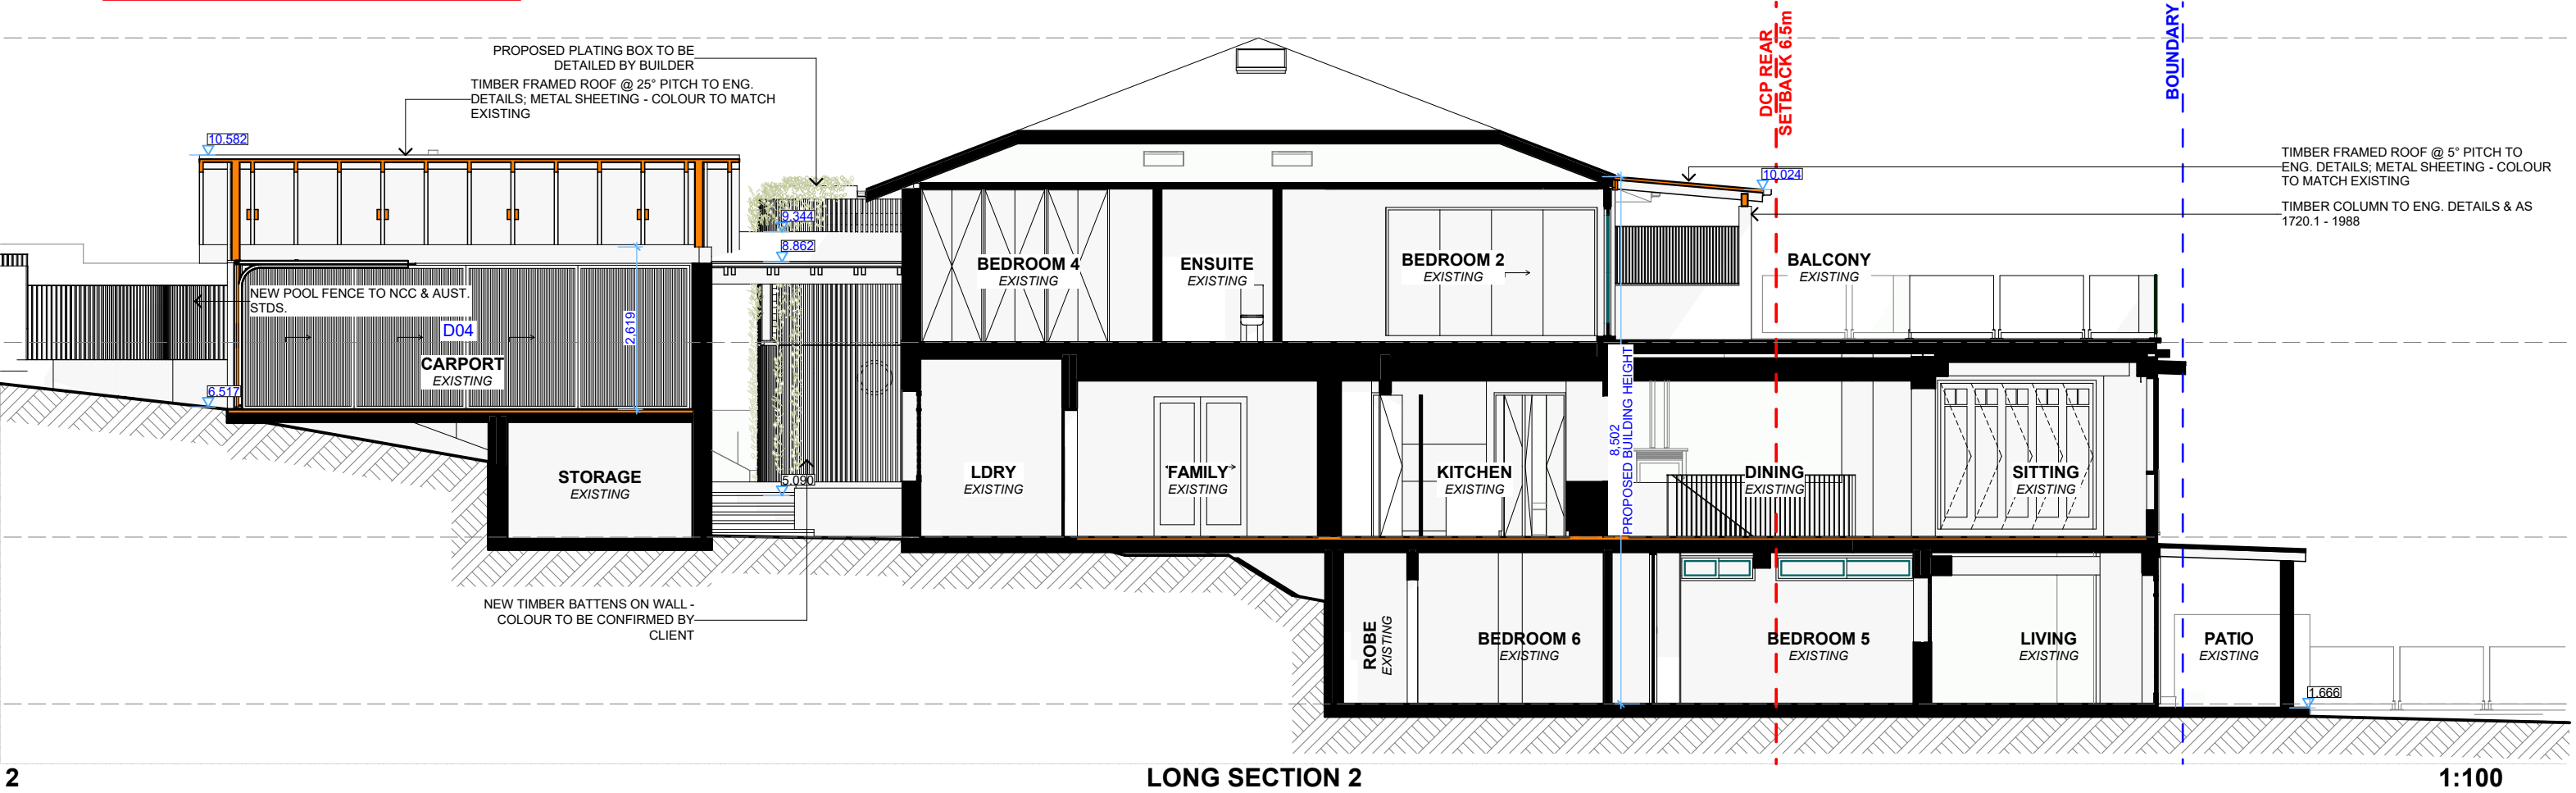 PROPOSED PLATING BOX TO BE
DETAILED BY BUILDER
TIMBER FRAMED ROOF @ 25° PITCH TO ENG.
DETAILS; METAL SHEETING - COLOUR TO MATCH
EXISTING
DCP REAR
SETBACK 6.5m
BOUNDARY
10.582
TIMBER FRAMED ROOF @ 5° PITCH TO
ENG. DETAILS; METAL SHEETING - COLOUR
TO MATCH EXISTING
10.024
TIMBER COLUMN TO ENG. DETAILS & AS
1720.1 - 1988
9.344
8.862
BEDROOM 4
EXISTING
ENSUITE
EXISTING
BEDROOM 2
EXISTING
BALCONY
EXISTING
NEW POOL FENCE TO NCC & AUST.
STDS.
D04
2,619
CARPORT
EXISTING
6.517
8,502
PROPOSED BUILDING HEIGHT
STORAGE
EXISTING
5.090
LDRY
EXISTING
FAMILY
EXISTING
KITCHEN
EXISTING
DINING
EXISTING
SITTING
EXISTING
NEW TIMBER BATTENS ON WALL -
COLOUR TO BE CONFIRMED BY
CLIENT
ROBE
EXISTING
BEDROOM 6
EXISTING
BEDROOM 5
EXISTING
LIVING
EXISTING
PATIO
EXISTING
1.666
2
LONG SECTION 2
1:100